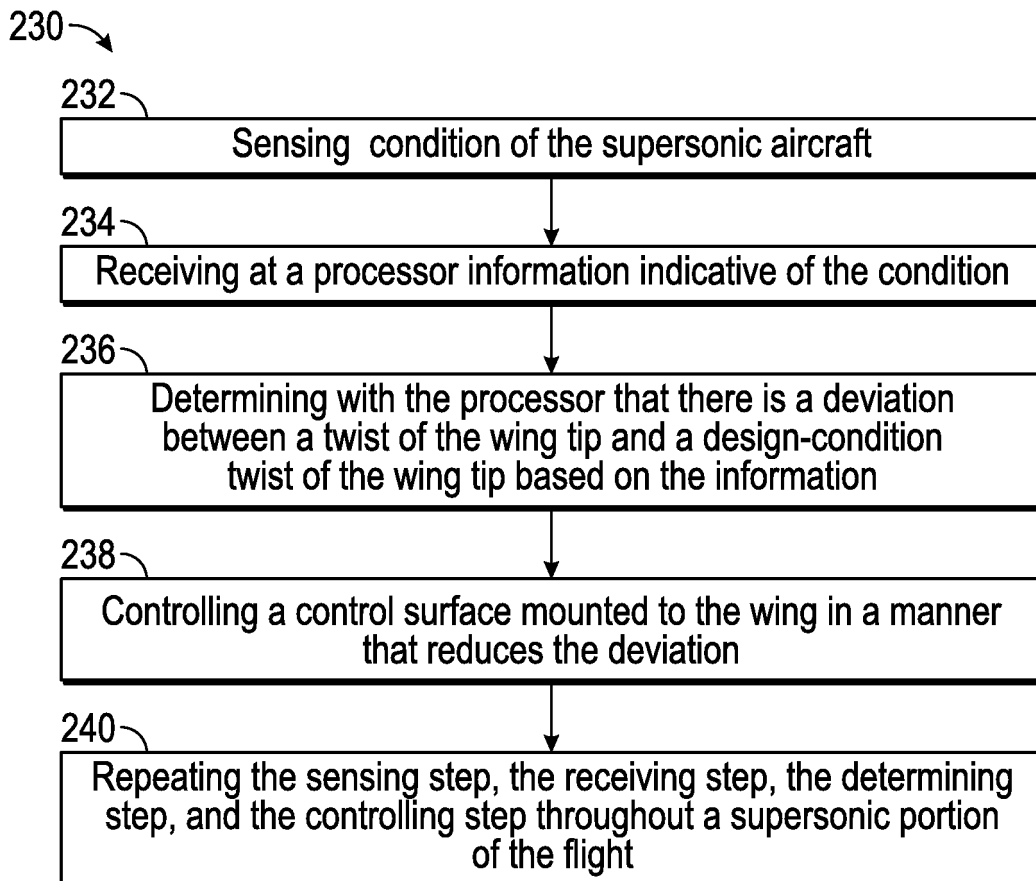 230
232
Sensing condition of the supersonic aircraft
234
Receiving at a processor information indicative of the condition
236
Determining with the processor that there is a deviation
between a twist of the wing tip and a design-condition
twist of the wing tip based on the information
238
Controlling a control surface mounted to the wing in a manner
that reduces the deviation
240
Repeating the sensing step, the receiving step, the determining
step, and the controlling step throughout a supersonic portion
of the flight